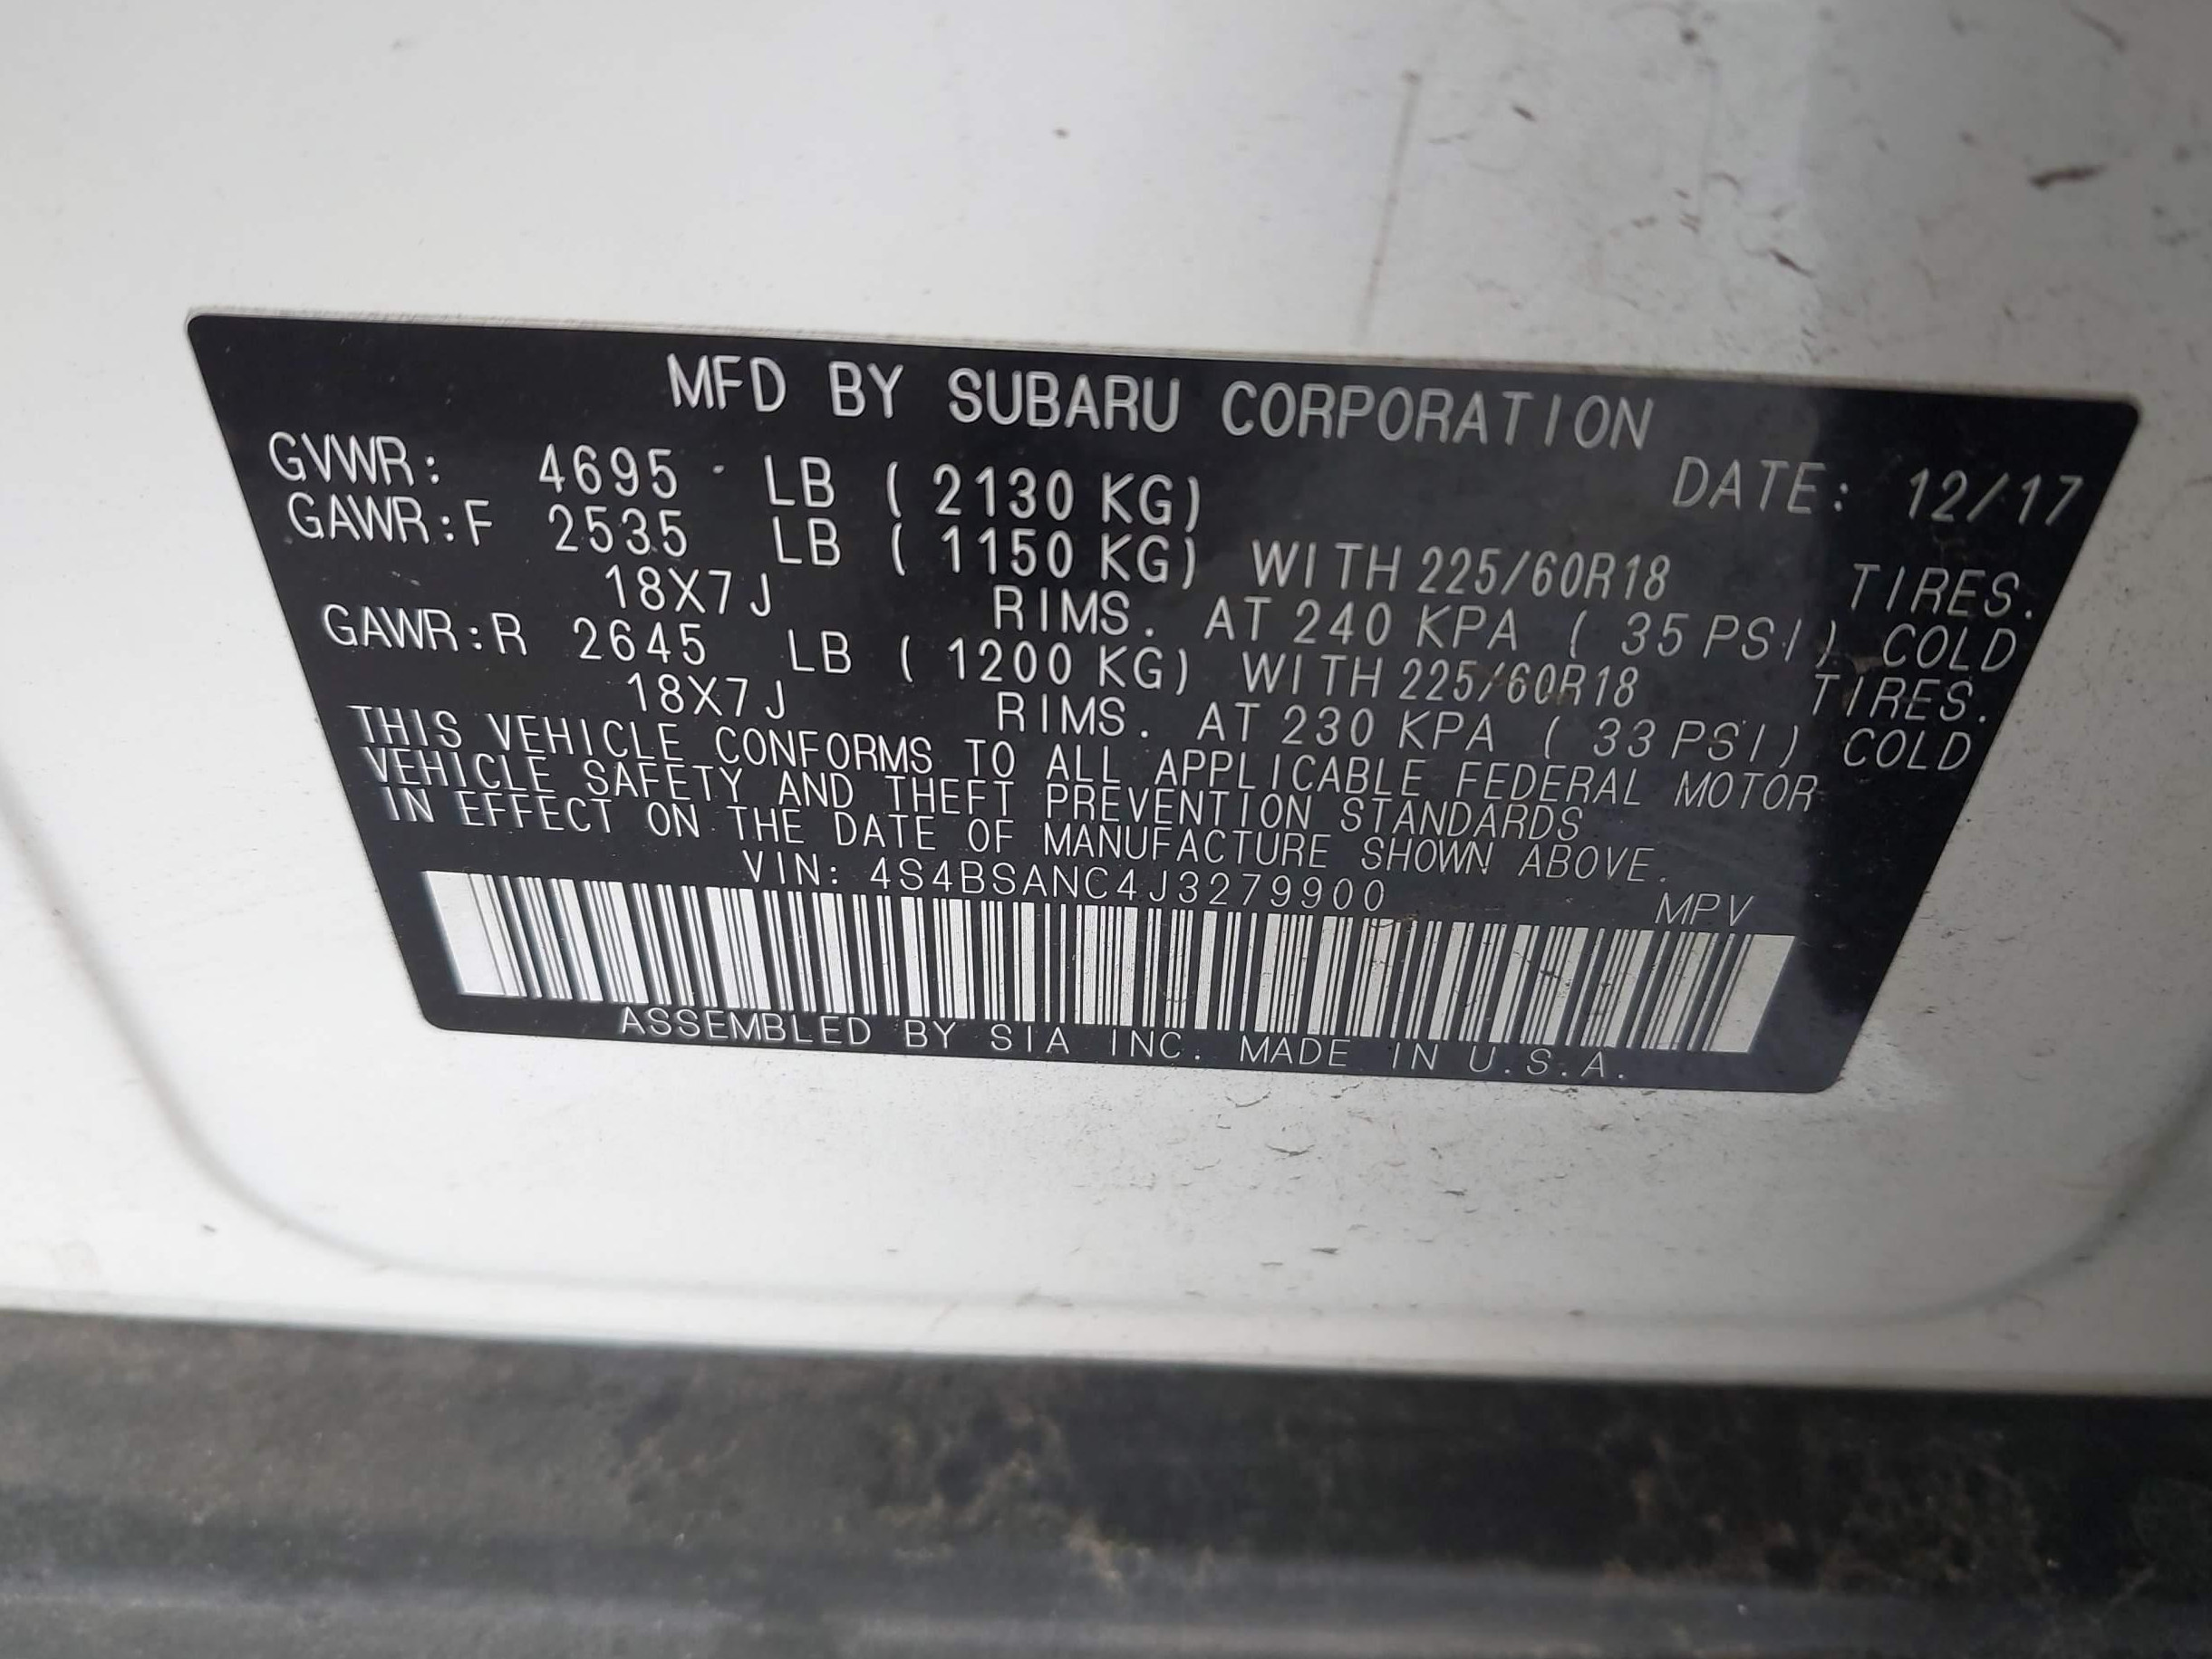 MFD BY SUBARU CORPORATION
GVWR: 4695 LB ( 2130 KG) DATE: 12/17
GAWR:F 2535 LB ( 1150 KG) WITH 225/60R18 TIRES.
18X7J RIMS. AT 240 KPA ( 35 PSI) COLD
GAWR:R 2645 LB ( 1200 KG) WITH 225/60R18 TIRES.
18X7J RIMS. AT 230 KPA ( 33 PSI) COLD
THIS VEHICLE CONFORMS TO ALL APPLICABLE FEDERAL MOTOR
VEHICLE SAFETY AND THEFT PREVENTION STANDARDS
IN EFFECT ON THE DATE OF MANUFACTURE SHOWN ABOVE.
VIN: 4S4BSANC4J3279900 MPV
ASSEMBLED BY SIA INC. MADE IN U.S.A.